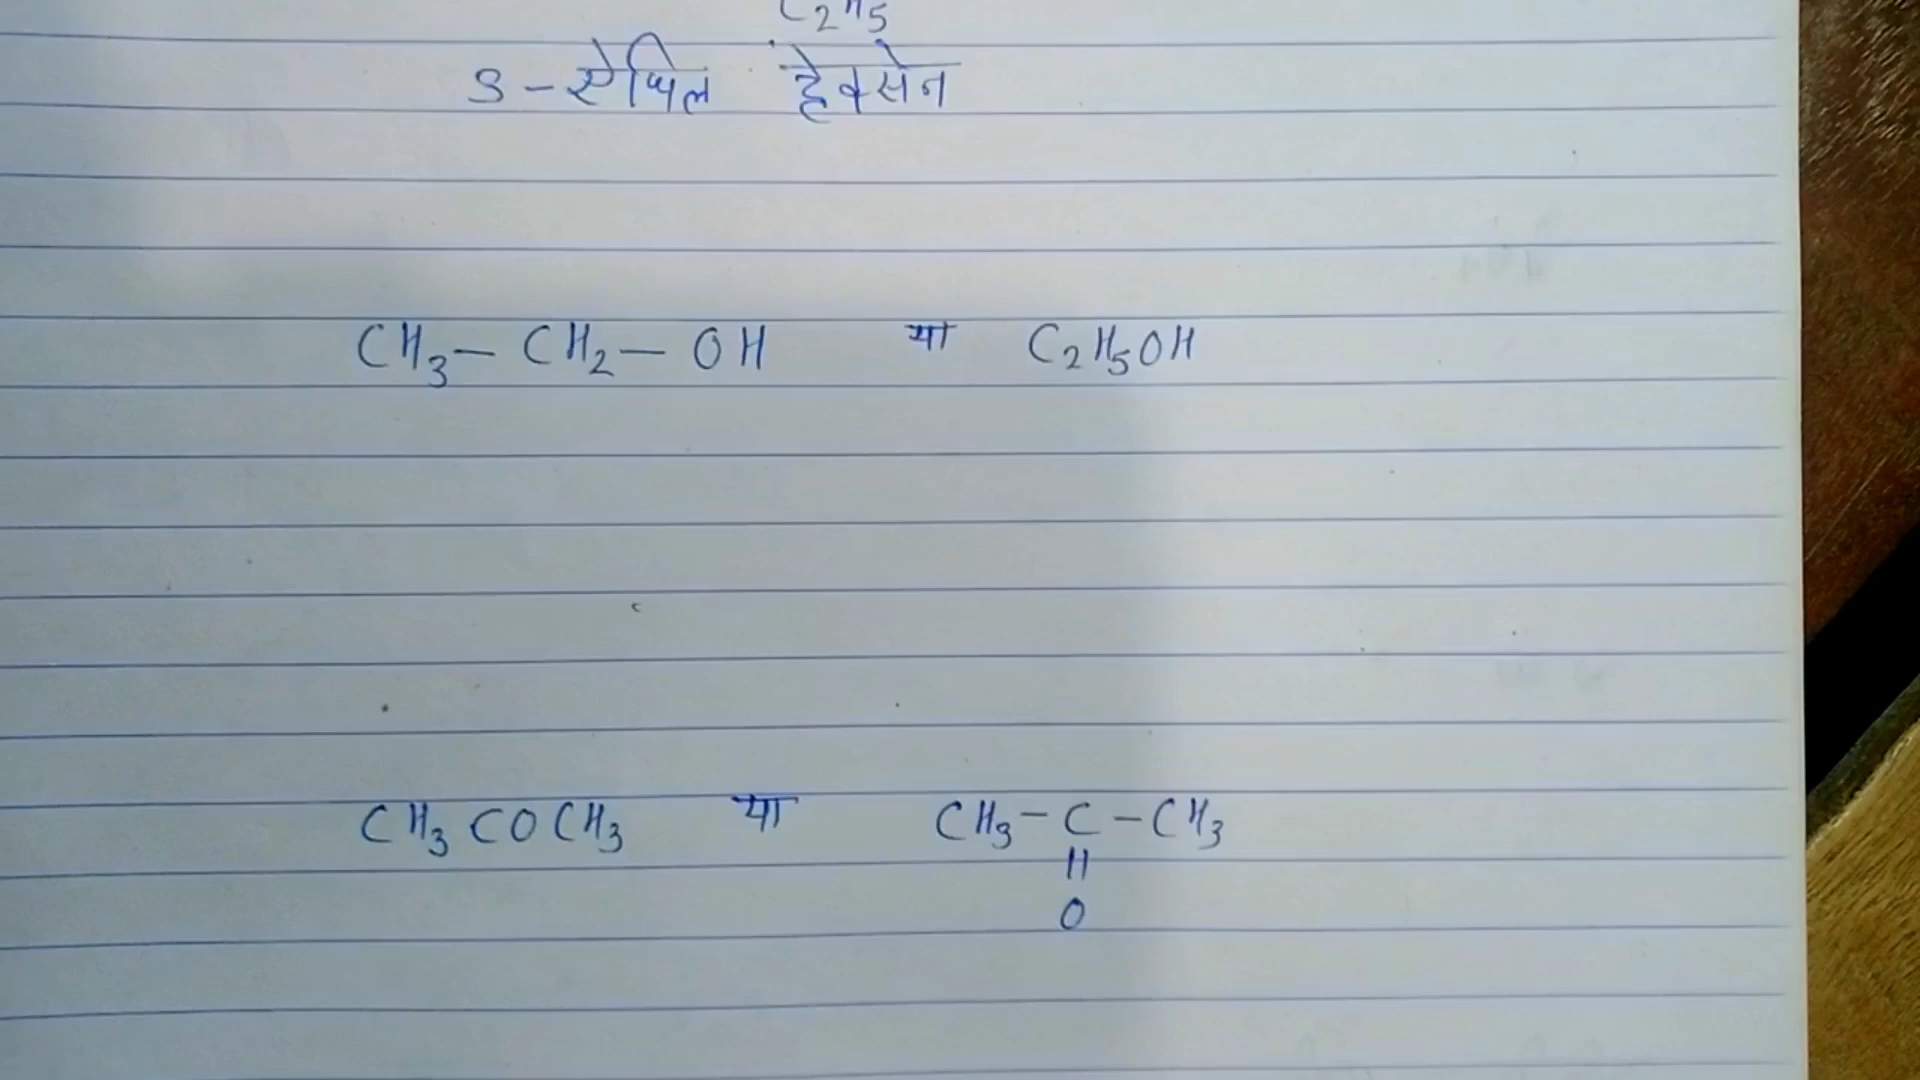 C₂H₅
3-एथिल हेक्सेन
CH₃- CH₂- OH या C₂H₅OH
CH₃COCH₃ या CH₃-C-CH₃
||
O